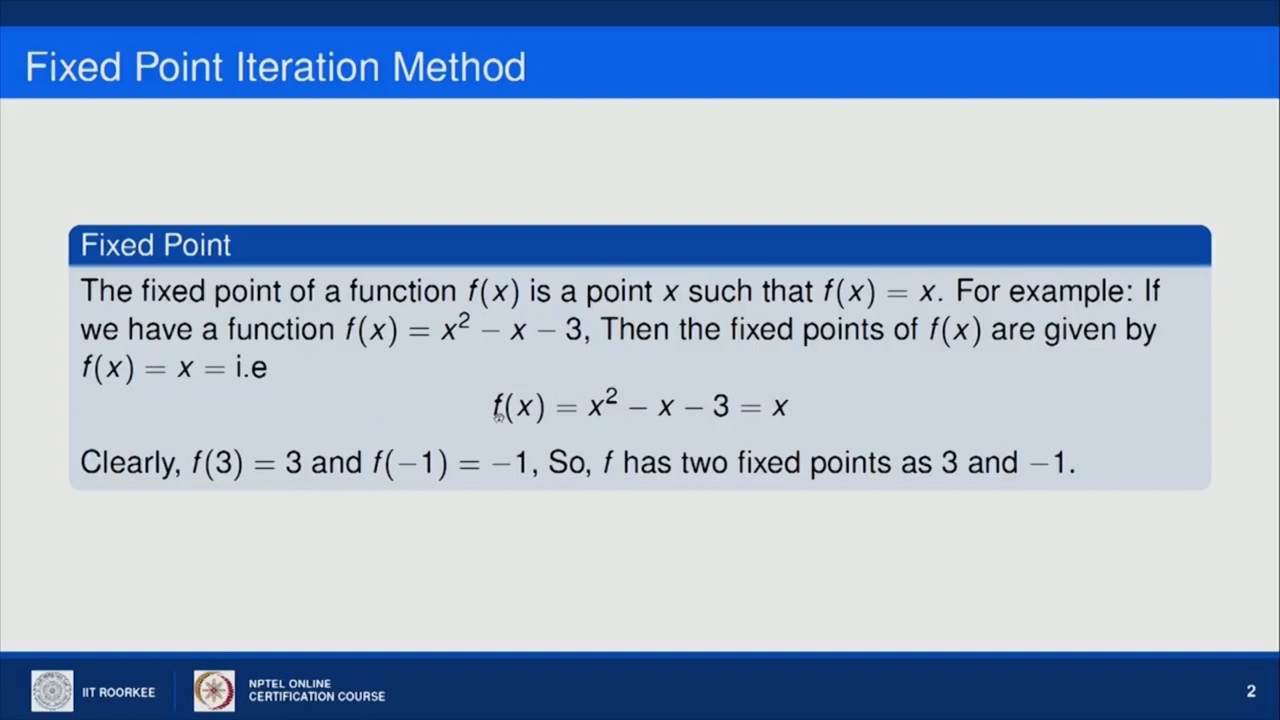 Fixed Point Iteration Method
Fixed Point
The fixed point of a function f(x) is a point x such that f(x) = x. For example: If
we have a function f(x) = x² − x − 3, Then the fixed points of f(x) are given by
f(x) = x = i.e
f(x) = x² − x − 3 = x
Clearly, f(3) = 3 and f(−1) = −1, So, f has two fixed points as 3 and −1.
IIT ROORKEE
NPTEL ONLINE
CERTIFICATION COURSE
2